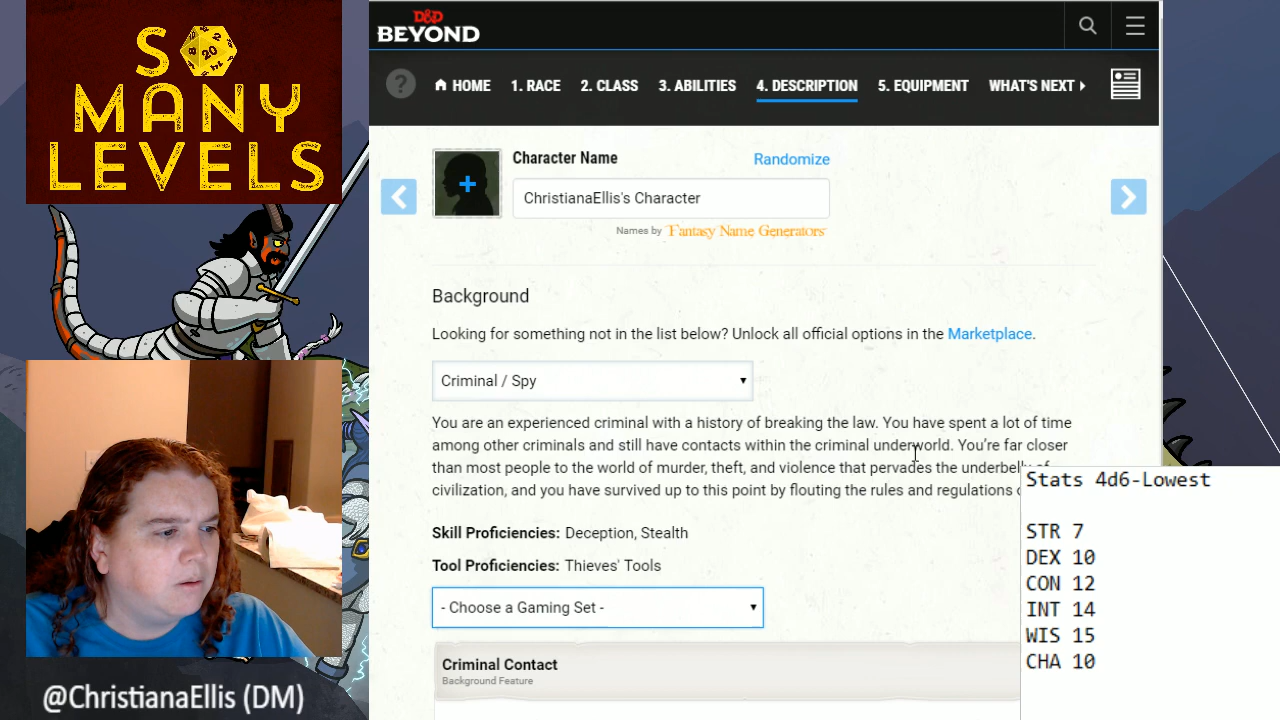 SO
MANY
LEVELS
20
D&D
BEYOND
? HOME 1. RACE 2. CLASS 3. ABILITIES 4. DESCRIPTION 5. EQUIPMENT WHAT'S NEXT
Character Name Randomize
ChristianaEllis's Character
Names by Fantasy Name Generators
Background
Looking for something not in the list below? Unlock all official options in the Marketplace.
Criminal / Spy
You are an experienced criminal with a history of breaking the law. You have spent a lot of time
among other criminals and still have contacts within the criminal underworld. You're far closer
than most people to the world of murder, theft, and violence that pervades the underbelly of
civilization, and you have survived up to this point by flouting the rules and regulations
Skill Proficiencies: Deception, Stealth
Tool Proficiencies: Thieves' Tools
- Choose a Gaming Set -
Criminal Contact
Background Feature
Stats 4d6-Lowest
STR 7
DEX 10
CON 12
INT 14
WIS 15
CHA 10
@ChristianaEllis (DM)